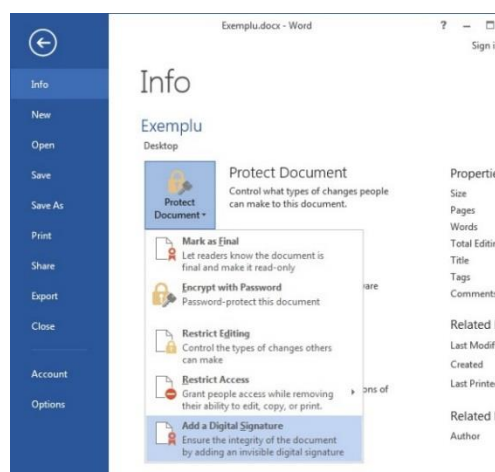 Exemplu.docx - Word
?
Sign i
Info
New
Open
Save
Save As
Print
Share
Export
Close
Account
Options
Info
Exemplu
Desktop
Protect
Document
Protect Document
Control what types of changes people
can make to this document.
Mark as Final
Let readers know the document is
final and make it read-only
Encrypt with Password
Password-protect this document
Restrict Editing
Control the types of changes others
can make
Restrict Access
Grant people access while removing
their ability to edit, copy, or print.
Add a Digital Signature
Ensure the integrity of the document
by adding an invisible digital signature
are
ons of
Propertie
Size
Pages
Words
Total Editin
Title
Tags
Comments
Related
Last Modif
Created
Last Printe
Related
Author